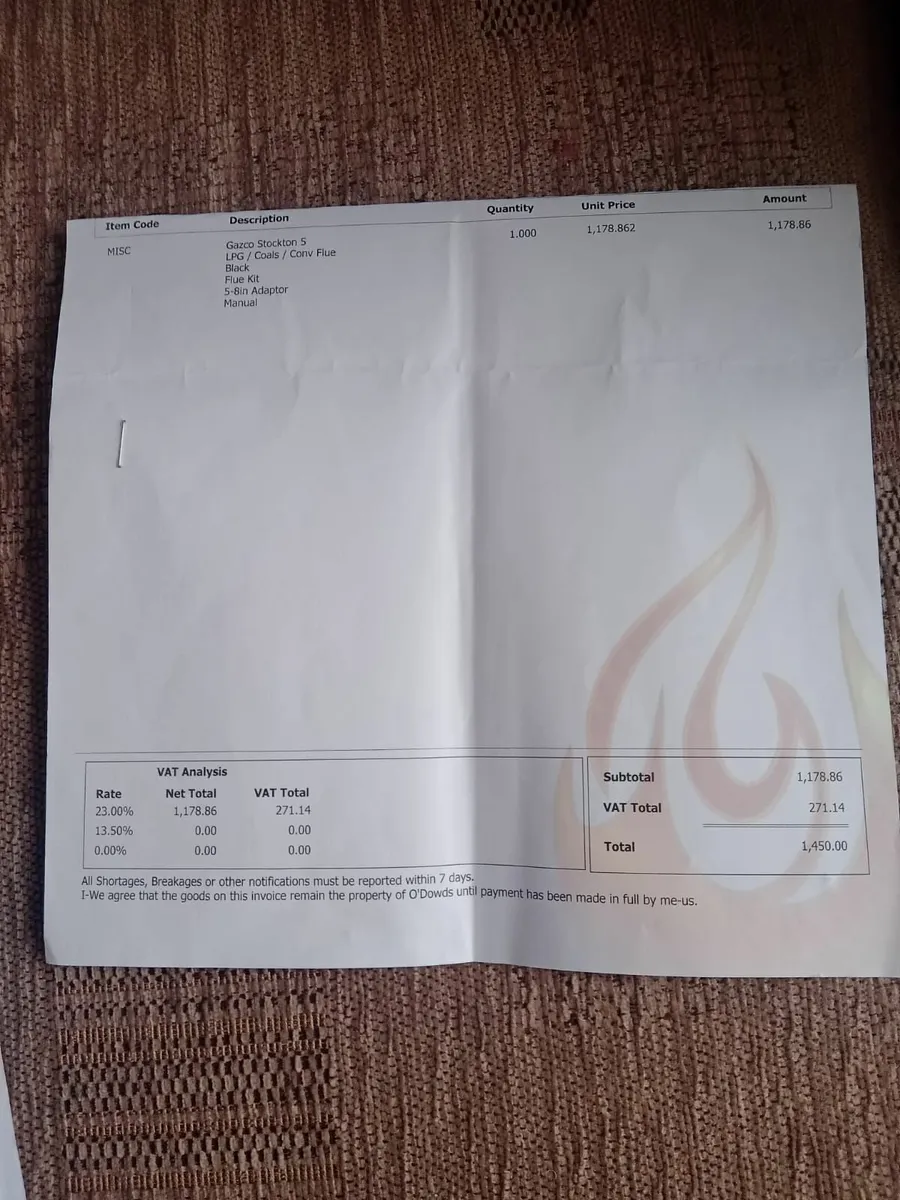 Item Code Description Quantity Unit Price Amount
MISC Gazco Stockton 5 1.000 1,178.862 1,178.86
LPG / Coals / Conv Flue
Black
Flue Kit
5-8in Adaptor
Manual
VAT Analysis
Rate Net Total VAT Total
23.00% 1,178.86 271.14
13.50% 0.00 0.00
0.00% 0.00 0.00
Subtotal 1,178.86
VAT Total 271.14
Total 1,450.00
All Shortages, Breakages or other notifications must be reported within 7 days.
I-We agree that the goods on this invoice remain the property of O'Dowds until payment has been made in full by me-us.